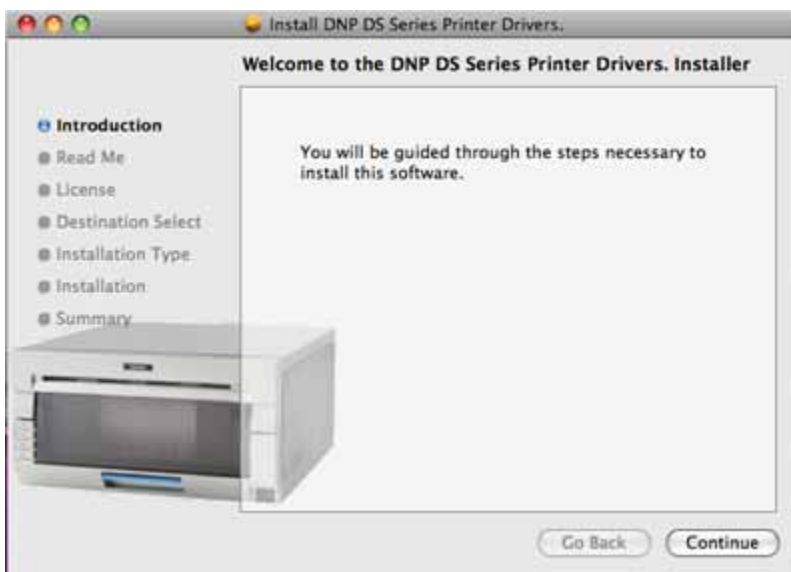 Install DNP DS Series Printer Drivers.
Welcome to the DNP DS Series Printer Drivers. Installer
Introduction
Read Me
License
Destination Select
Installation Type
Installation
Summary
You will be guided through the steps necessary to
install this software.
Go Back
Continue